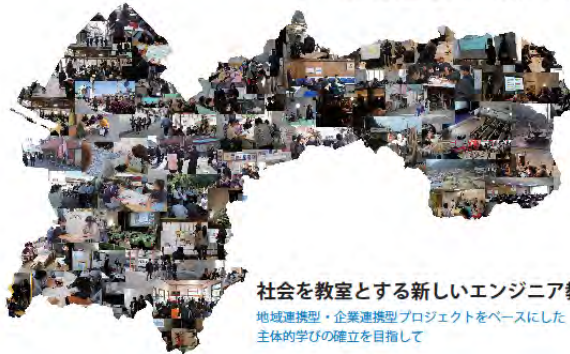 社会を教室とする新しいエンジニア教
地域連携型・企業連携型プロジェクトをベースにした
主体的学びの確立を目指して